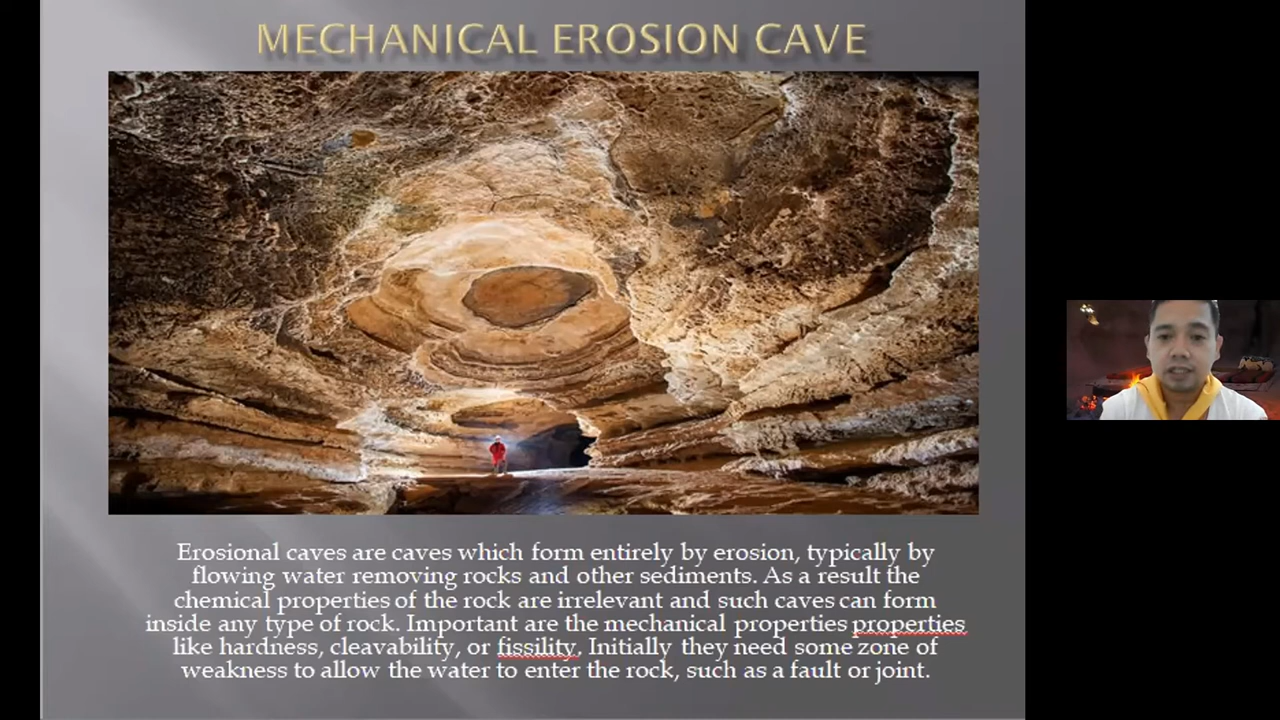 MECHANICAL EROSION CAVE
Erosional caves are caves which form entirely by erosion, typically by
flowing water removing rocks and other sediments. As a result the
chemical properties of the rock are irrelevant and such caves can form
inside any type of rock. Important are the mechanical properties properties
like hardness, cleavability, or fissility. Initially they need some zone of
weakness to allow the water to enter the rock, such as a fault or joint.